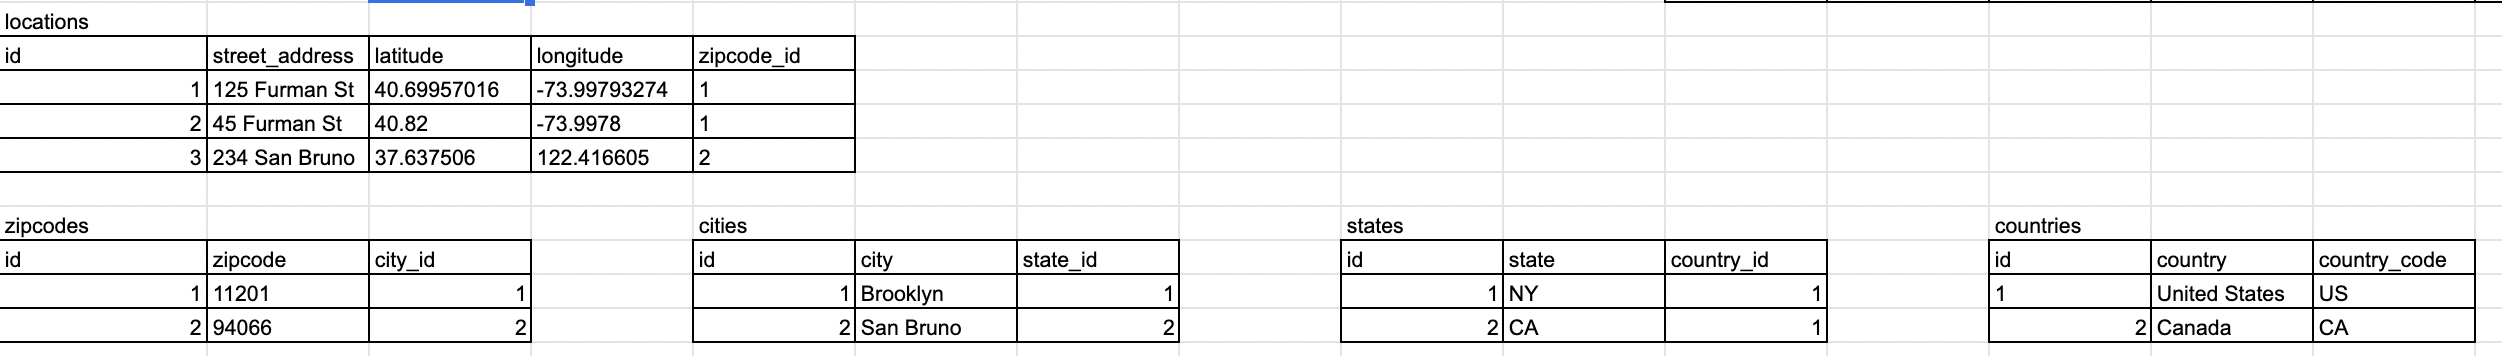 locations
id street_address latitude longitude zipcode_id
1 125 Furman St 40.69957016 -73.99793274 1
2 45 Furman St 40.82 -73.9978 1
3 234 San Bruno 37.637506 122.416605 2
zipcodes cities states countries
id zipcode city_id id city state_id id state country_id id country country_code
1 11201 1 1 Brooklyn 1 1 NY 1 1 United States US
2 94066 2 2 San Bruno 2 2 CA 1 2 Canada CA